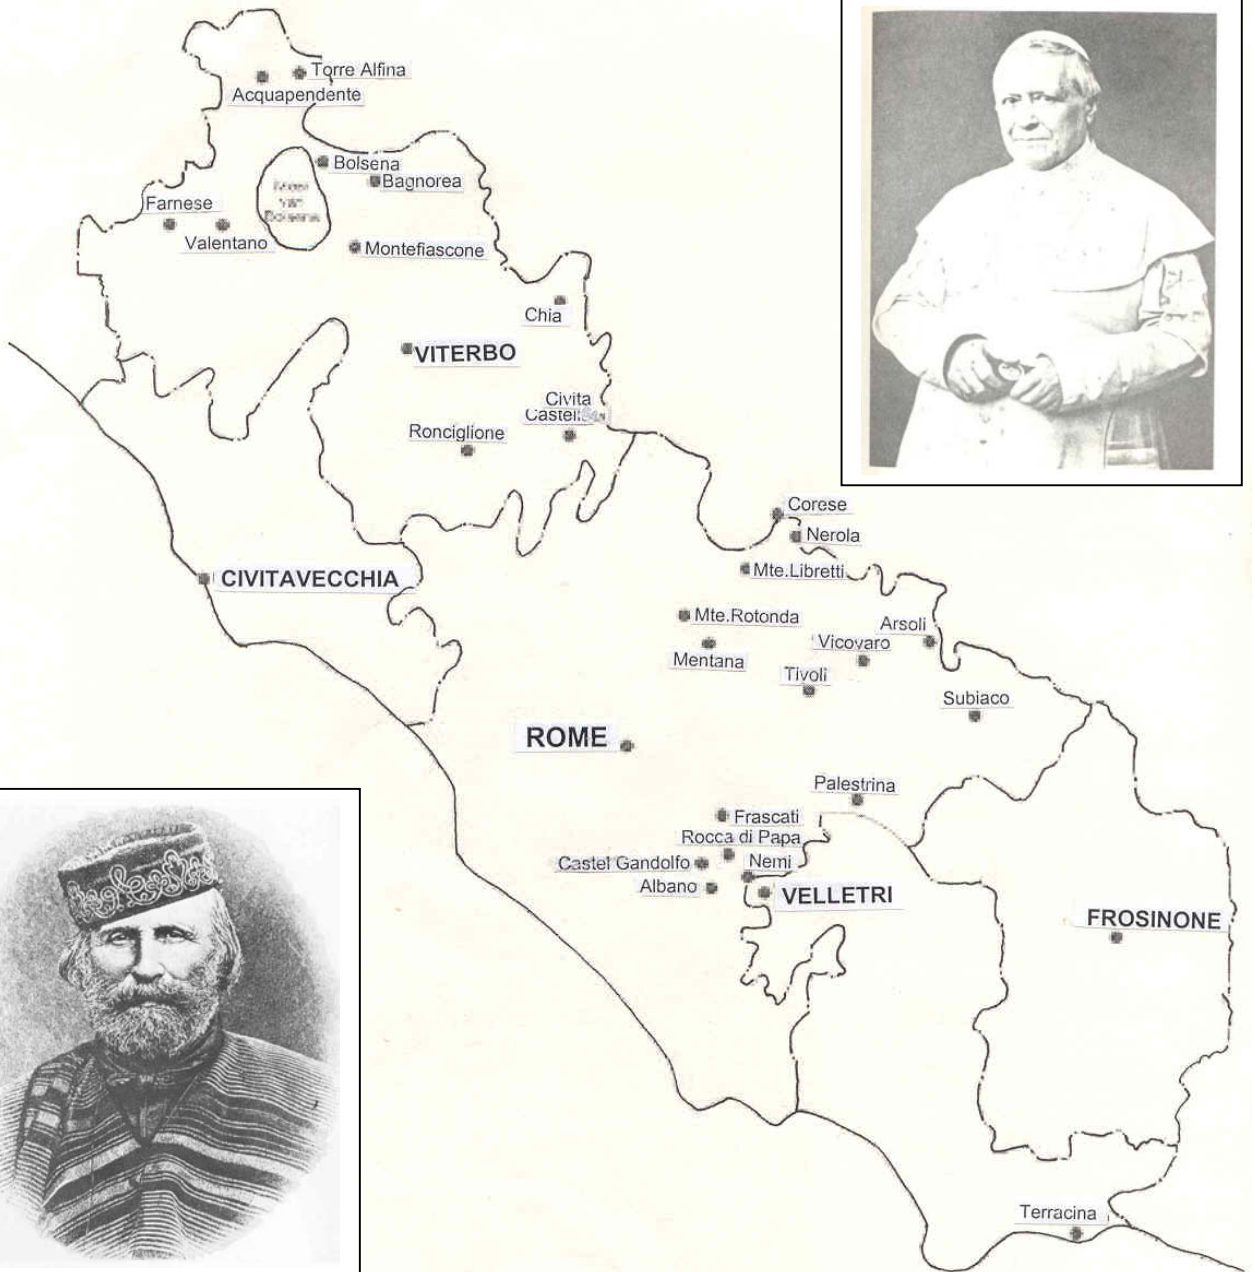 Torre Alfina
Acquapendente
Bolsena
Bagnorea
Farnese
Valentano
Montefiascone
Chia
VITERBO
Civita
Ronciglione
Corese
Nerola
Mte.Libretti
CIVITAVECCHIA
Mte.Rotonda
Arsoli
Vicovaro
Mentana
Tivoli
Subiaco
ROME
Palestrina
Frascati
Rocca di Papa
Castel Gandolfo
Nemi
Albano
VELLETRI
FROSINONE
Terracina